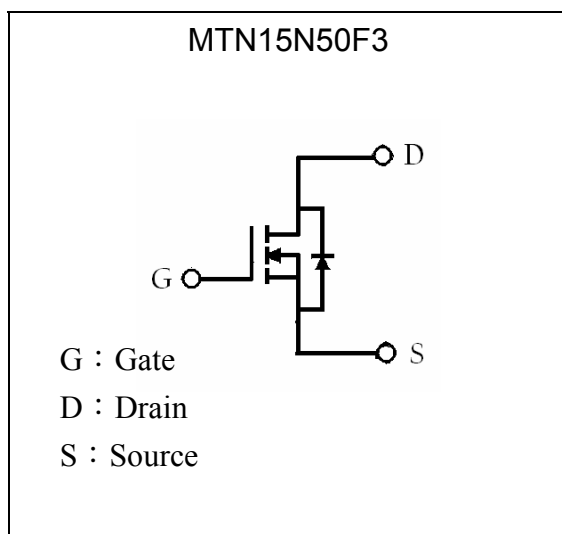 MTN15N50F3
D
G
S
G：Gate
D：Drain
S：Source